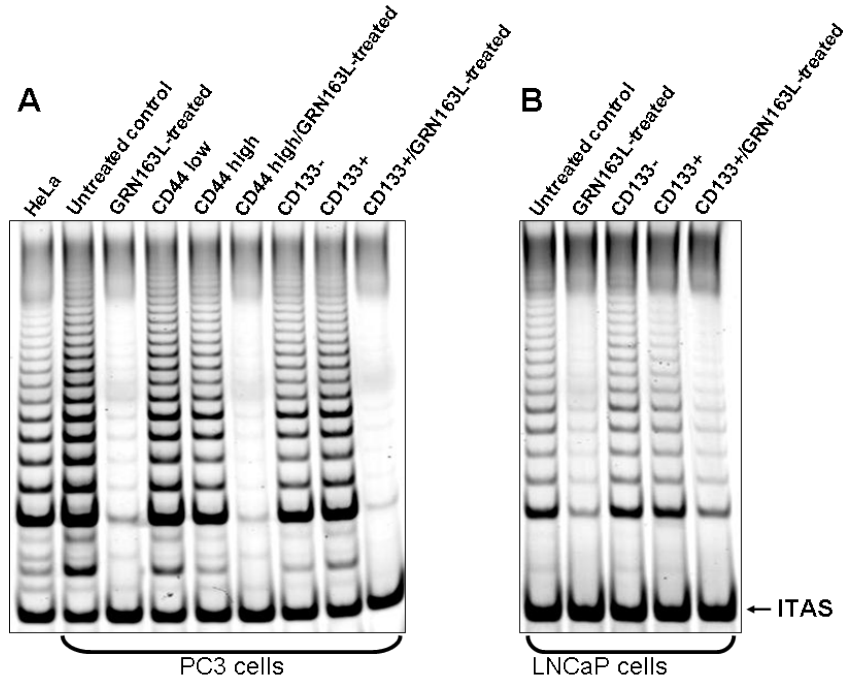 A
HeLa
Untreated control
GRN163L-treated
CD44 low
CD44 high
CD44 high/GRN163L-treated
CD133-
CD133+
CD133+/GRN163L-treated
B
Untreated control
GRN163L-treated
CD133-
CD133+
CD133+/GRN163L-treated
← ITAS
PC3 cells
LNCaP cells